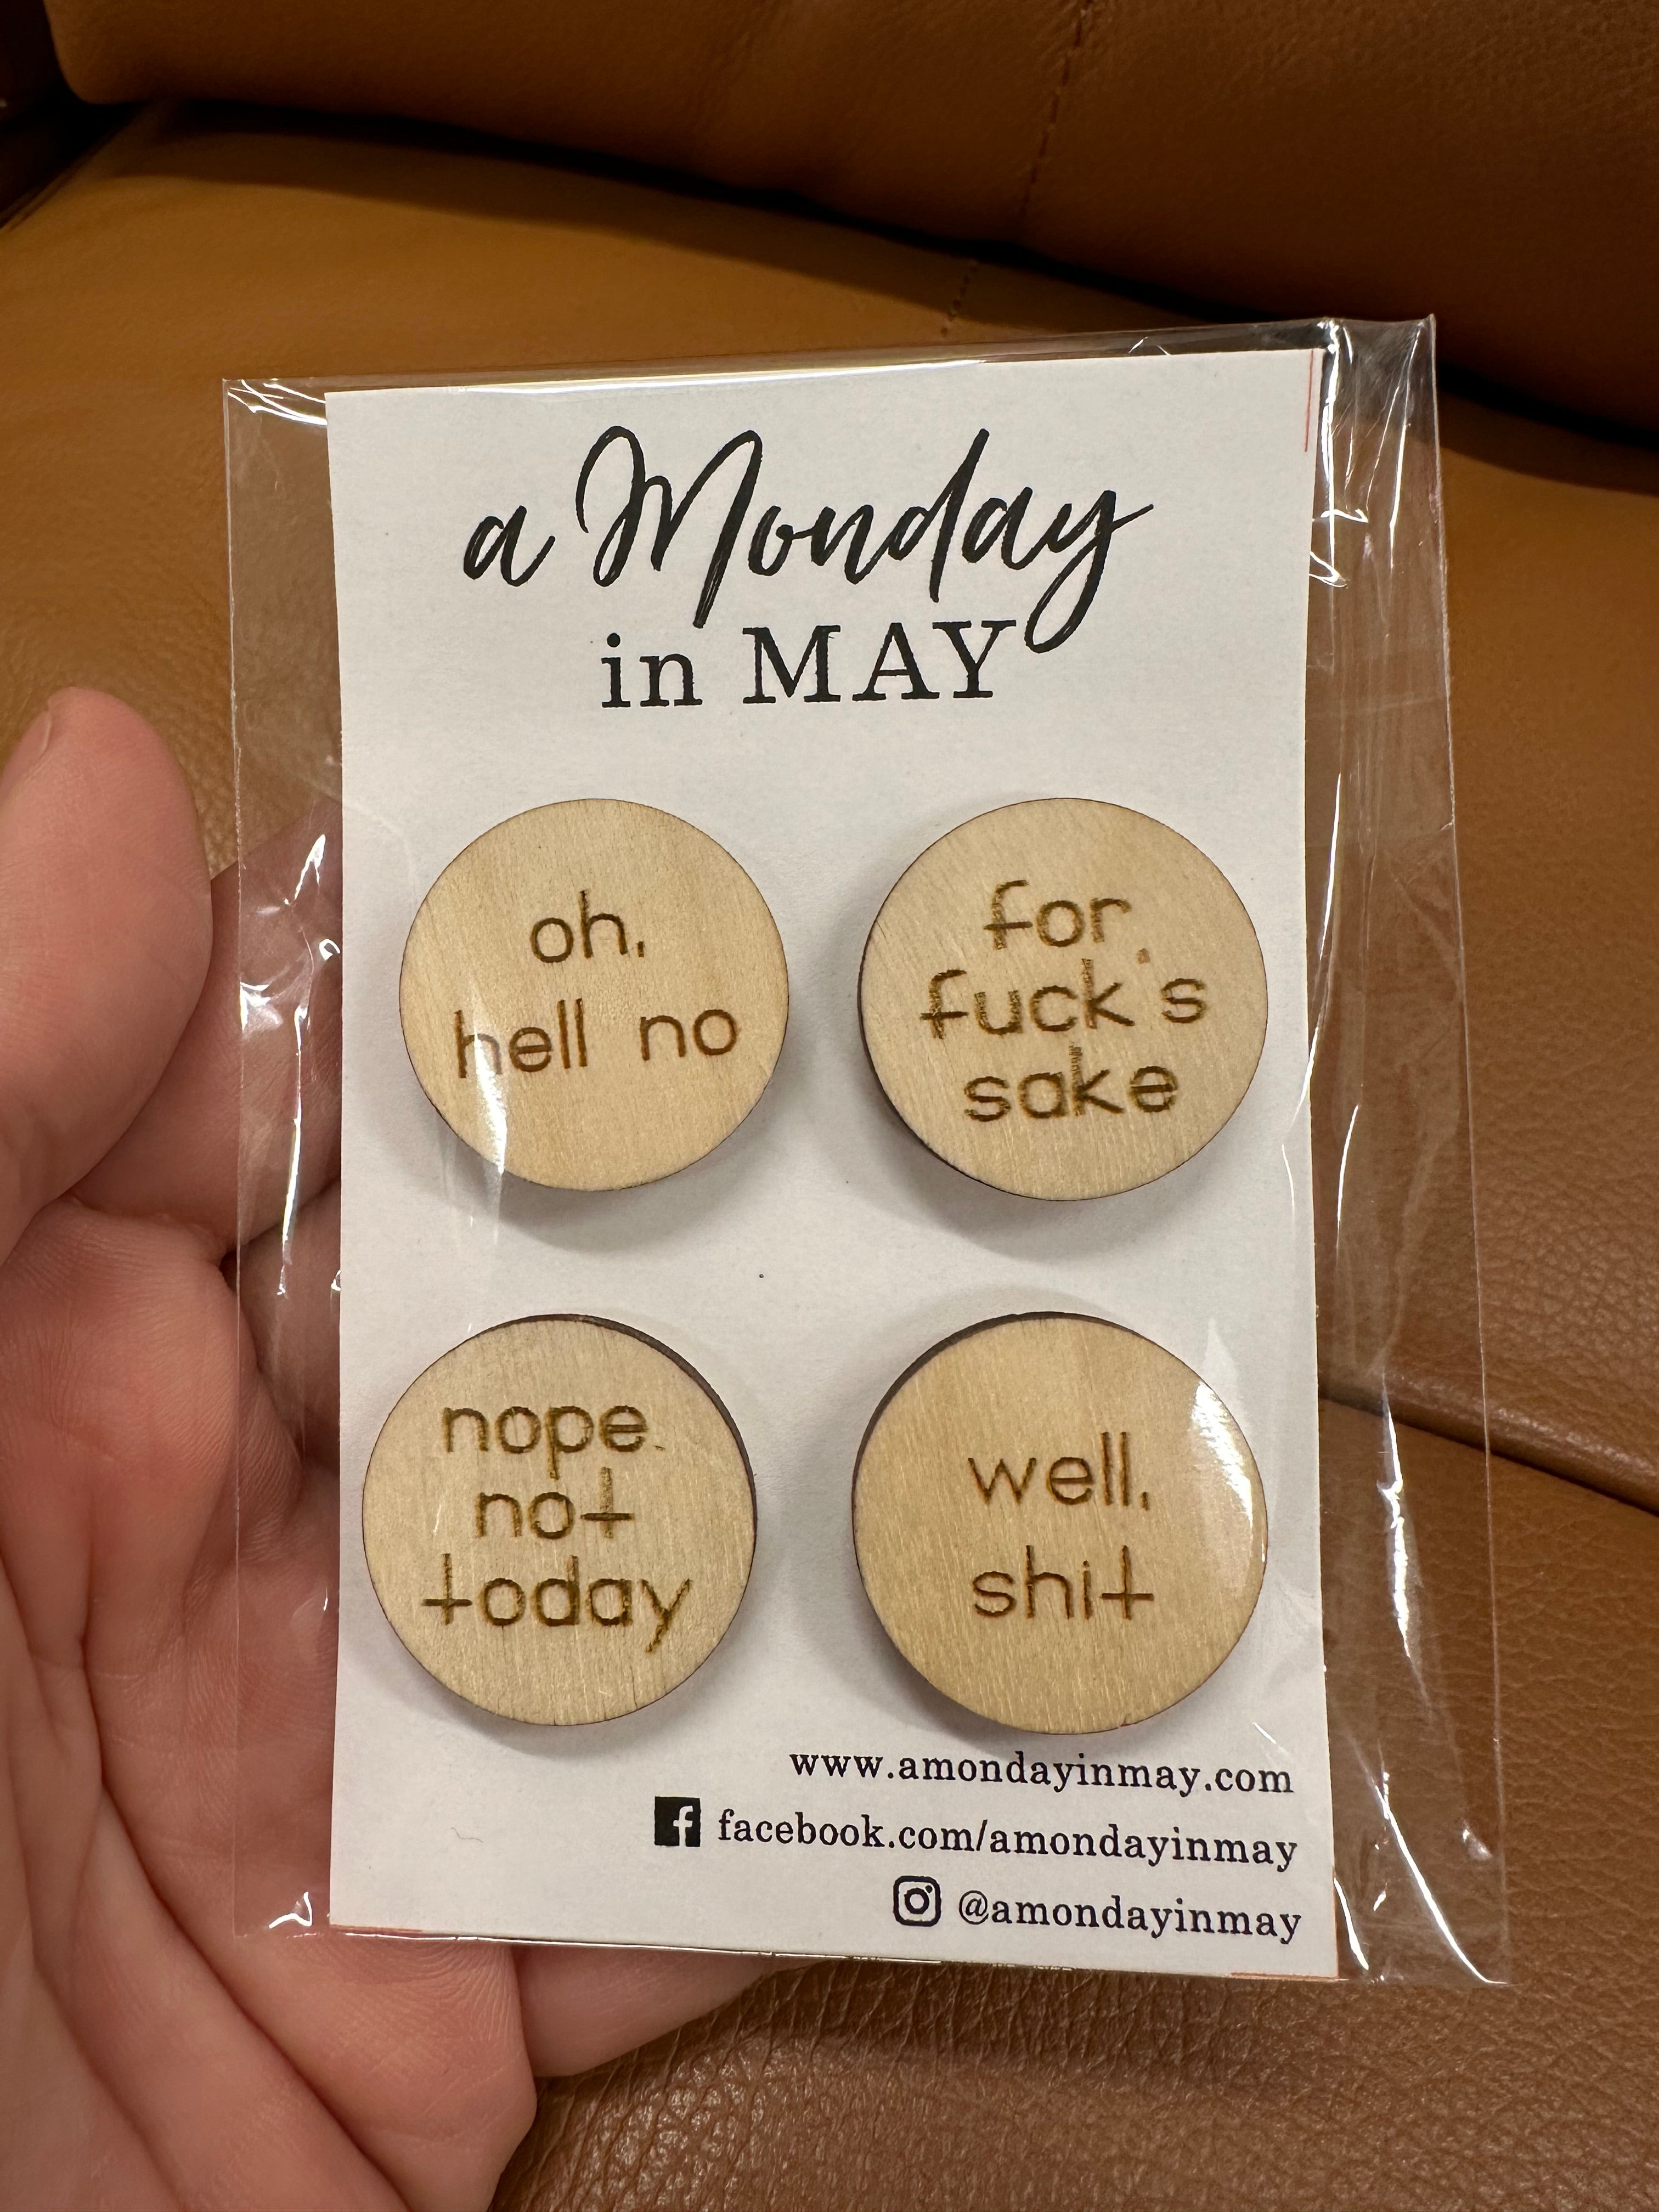 a Monday
in MAY
oh,
hell no
for
fuck's
sake
nope.
not
today
well,
shit
www.amondayinmay.com
facebook.com/amondayinmay
@amondayinmay